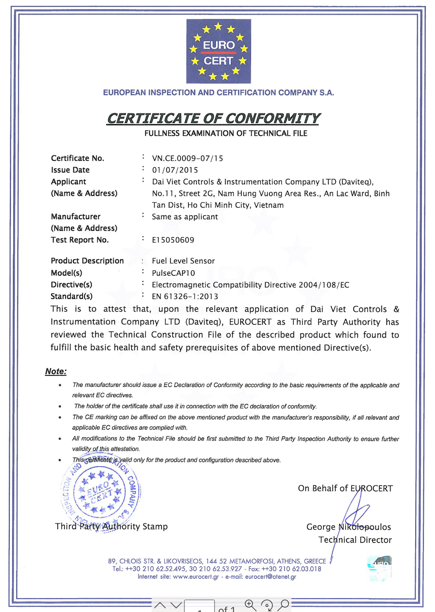 EURO
CERT
EUROPEAN INSPECTION AND CERTIFICATION COMPANY S.A.
CERTIFICATE OF CONFORMITY
FULLNESS EXAMINATION OF TECHNICAL FILE
Certificate No. : VN.CE.0009-07/15
Issue Date : 01/07/2015
Applicant : Dai Viet Controls & Instrumentation Company LTD (Daviteq),
(Name & Address) No.11, Street 2G, Nam Hung Vuong Area Res., An Lac Ward, Binh
Tan Dist, Ho Chi Minh City, Vietnam
Manufacturer : Same as applicant
(Name & Address)
Test Report No. : E15050609
Product Description : Fuel Level Sensor
Model(s) : PulseCAP10
Directive(s) : Electromagnetic Compatibility Directive 2004/108/EC
Standard(s) : EN 61326-1:2013
This is to attest that, upon the relevant application of Dai Viet Controls &
Instrumentation Company LTD (Daviteq), EUROCERT as Third Party Authority has
reviewed the Technical Construction File of the described product which found to
fulfill the basic health and safety prerequisites of above mentioned Directive(s).
Note:
• The manufacturer should issue a EC Declaration of Conformity according to the basic requirements of the applicable and
relevant EC directives.
• The holder of the certificate shall use it in connection with the EC declaration of conformity.
• The CE marking can be affixed on the above mentioned product with the manufacturer's responsibility, if all relevant and
applicable EC directives are complied with.
• All modifications to the Technical File should be first submitted to the Third Party Inspection Authority to ensure further
validity of this attestation.
• This certificate is valid only for the product and configuration described above.
EURO
CERT
On Behalf of EUROCERT
Third Party Authority Stamp
George Nikolopoulos
Technical Director
89, CHLOIS STR. & LIKOVRISEOS, 144 52 METAMORFOSI, ATHENS, GREECE
Tel.: ++30 210 62.52.495, 30 210 62.53.927 - Fax: ++30 210 62.03.018
Internet site: www.eurocert.gr - e-mail: eurocert@otenet.gr
1 of 1